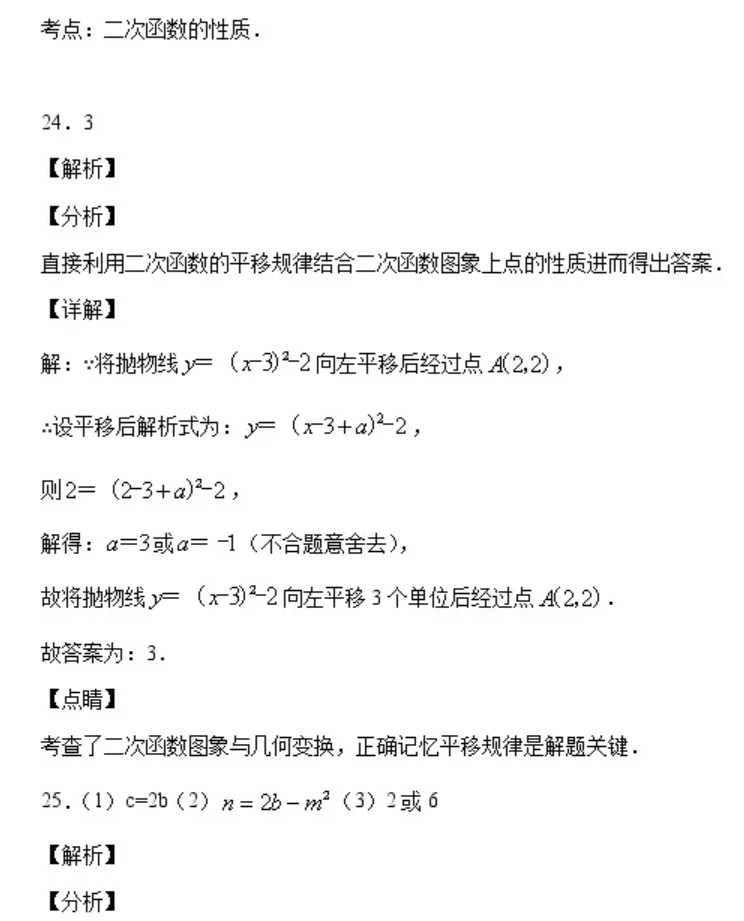 考点：二次函数的性质．
24．3
【解析】
【分析】
直接利用二次函数的平移规律结合二次函数图象上点的性质进而得出答案．
【详解】
解：∵将抛物线y＝（x−3）²−2向左平移后经过点A(2,2)，
∴设平移后解析式为：y＝（x−3+a）²−2，
则2＝（2−3+a）²−2，
解得：a＝3或a＝−1（不合题意舍去），
故将抛物线y＝（x−3）²−2向左平移3个单位后经过点A(2,2)．
故答案为：3．
【点睛】
考查了二次函数图象与几何变换，正确记忆平移规律是解题关键．
25．（1）c=2b（2）n = 2b − m²（3）2或6
【解析】
【分析】